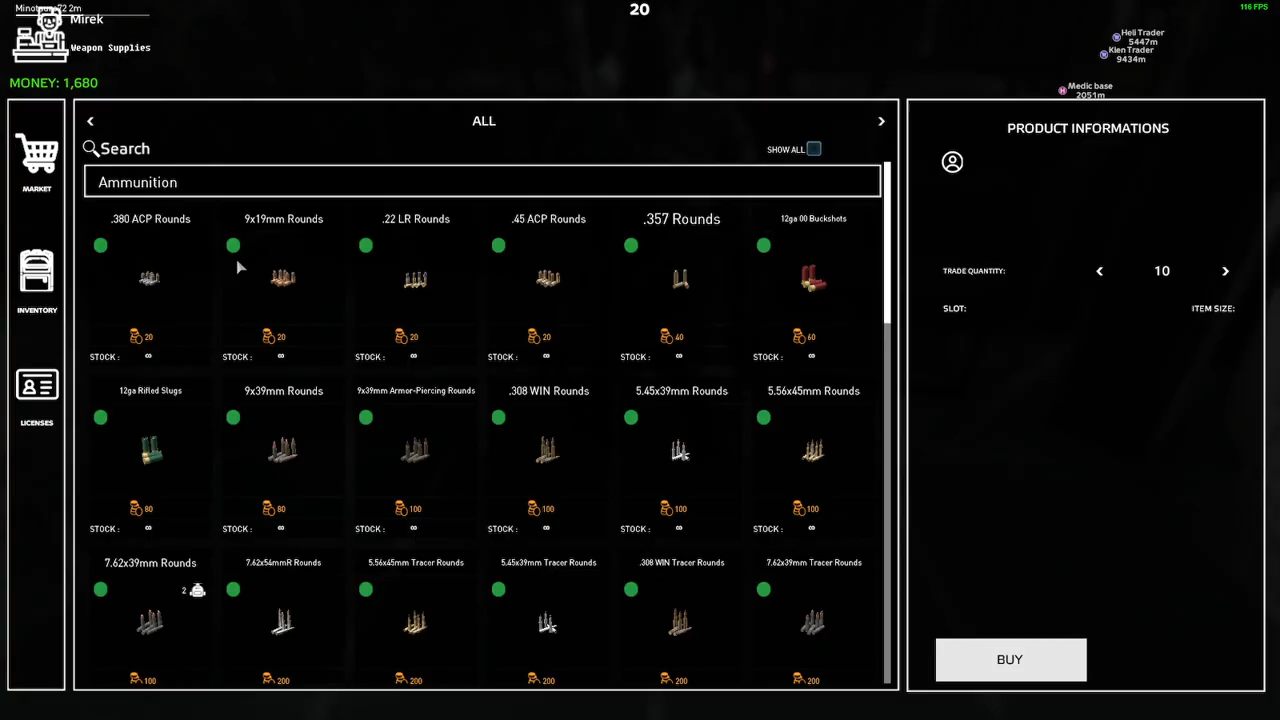 Minotaurs72 2m
20
116 FPS
Mirek
Weapon Supplies
Heli Trader
5447m
Klen Trader
9434m
MONEY: 1,680
Medic base
2051m
MARKET
INVENTORY
LICENSES
< ALL >
Search
SHOW ALL
Ammunition
.380 ACP Rounds 9x19mm Rounds .22 LR Rounds .45 ACP Rounds .357 Rounds 12ga 00 Buckshots
20 20 20 20 40 60
STOCK : ∞ STOCK : ∞ STOCK : ∞ STOCK : ∞ STOCK : ∞ STOCK : ∞
12ga Rifled Slugs 9x39mm Rounds 9x39mm Armor-Piercing Rounds .308 WIN Rounds 5.45x39mm Rounds 5.56x45mm Rounds
80 80 100 100 100 100
STOCK : ∞ STOCK : ∞ STOCK : ∞ STOCK : ∞ STOCK : ∞ STOCK : ∞
7.62x39mm Rounds 7.62x54mmR Rounds 5.56x45mm Tracer Rounds 5.45x39mm Tracer Rounds .308 WIN Tracer Rounds 7.62x39mm Tracer Rounds
2
100 200 200 200 200 200
PRODUCT INFORMATIONS
TRADE QUANTITY: < 10 >
SLOT: ITEM SIZE:
BUY